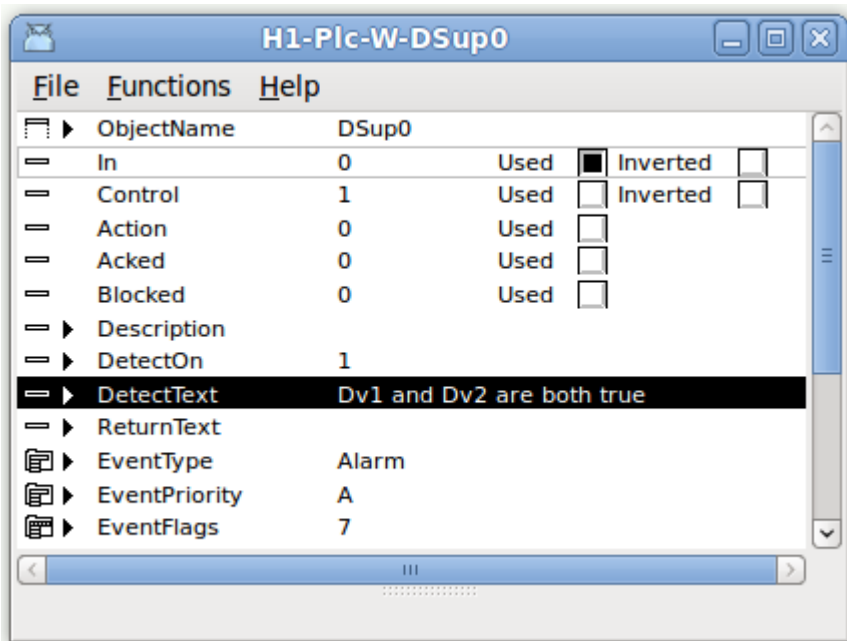 H1-Plc-W-DSup0
File Functions Help
ObjectName DSup0
In 0 Used Inverted
Control 1 Used Inverted
Action 0 Used
Acked 0 Used
Blocked 0 Used
Description
DetectOn 1
DetectText Dv1 and Dv2 are both true
ReturnText
EventType Alarm
EventPriority A
EventFlags 7